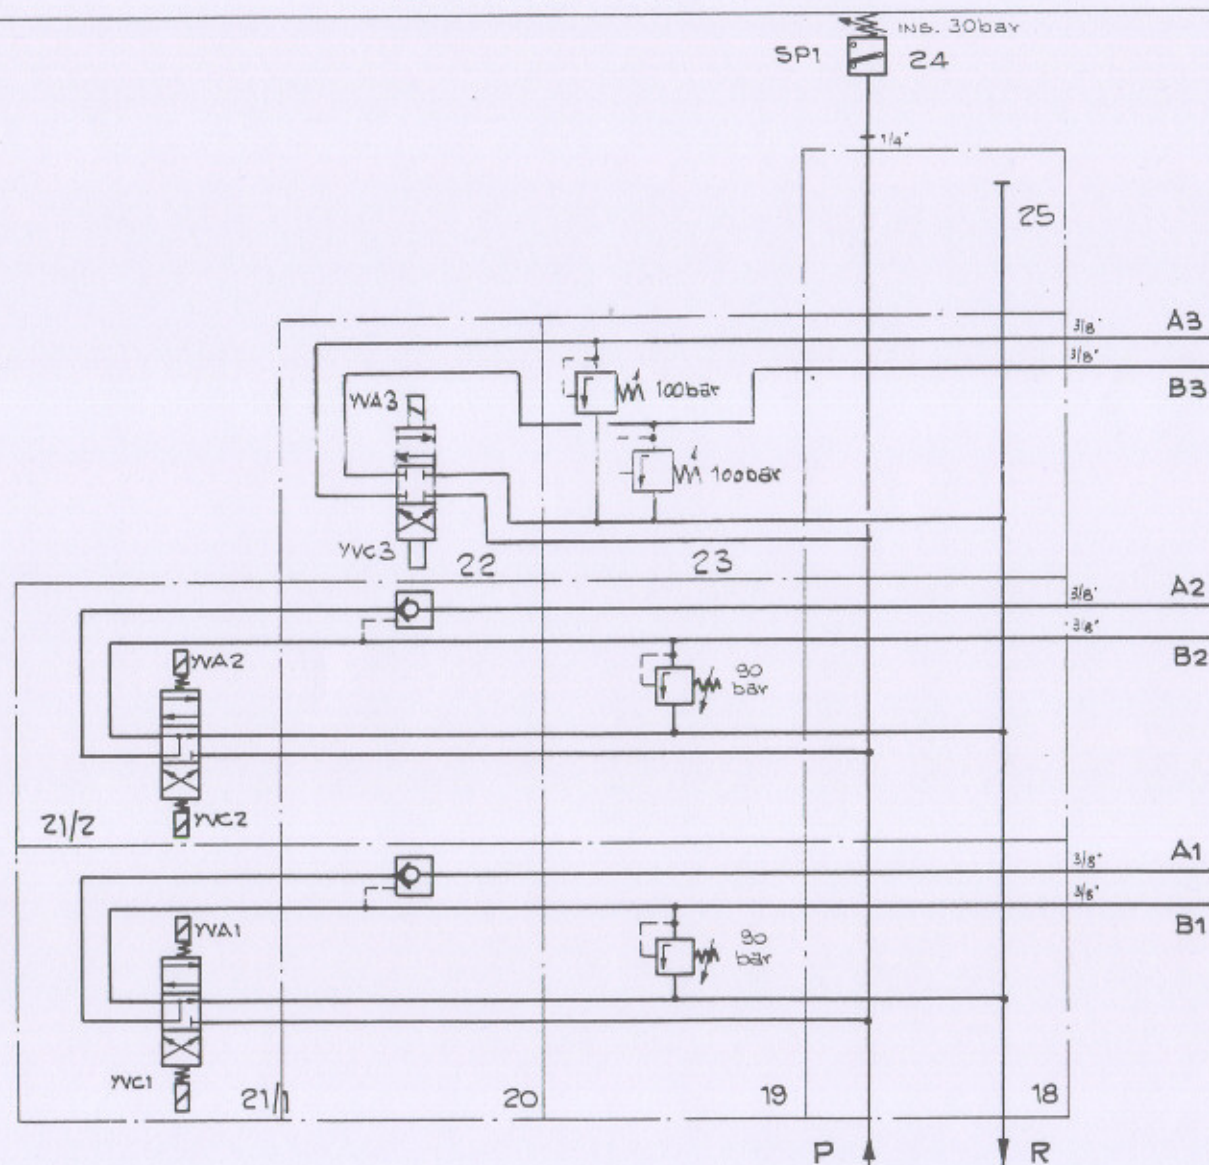 INS. 30bar
SP1 24
1/4"
25
3/8" A3
3/8"
B3
YVA3 100bar
100bar
YVC3 22 23
3/8" A2
3/8"
B2
YVA2 90
bar
21/2 YVC2
3/8" A1
3/8"
B1
YVA1 90
bar
YVC1 21/1 20 19 18
P R